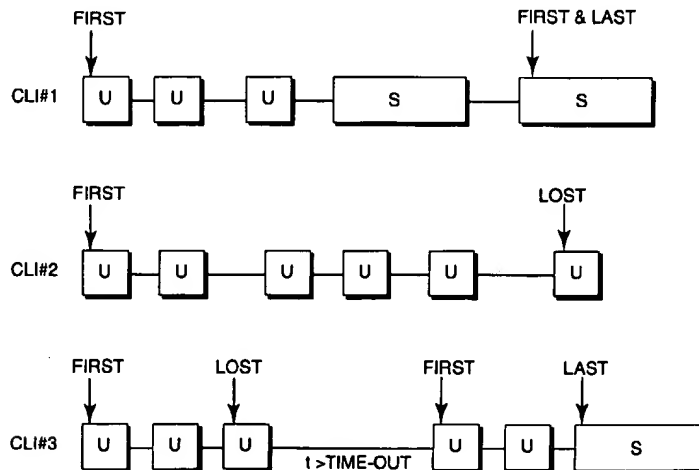 FIRST FIRST & LAST
CLI#1 U U U S S
FIRST LOST
CLI#2 U U U U U U
FIRST LOST FIRST LAST
CLI#3 U U U U U S
t >TIME-OUT